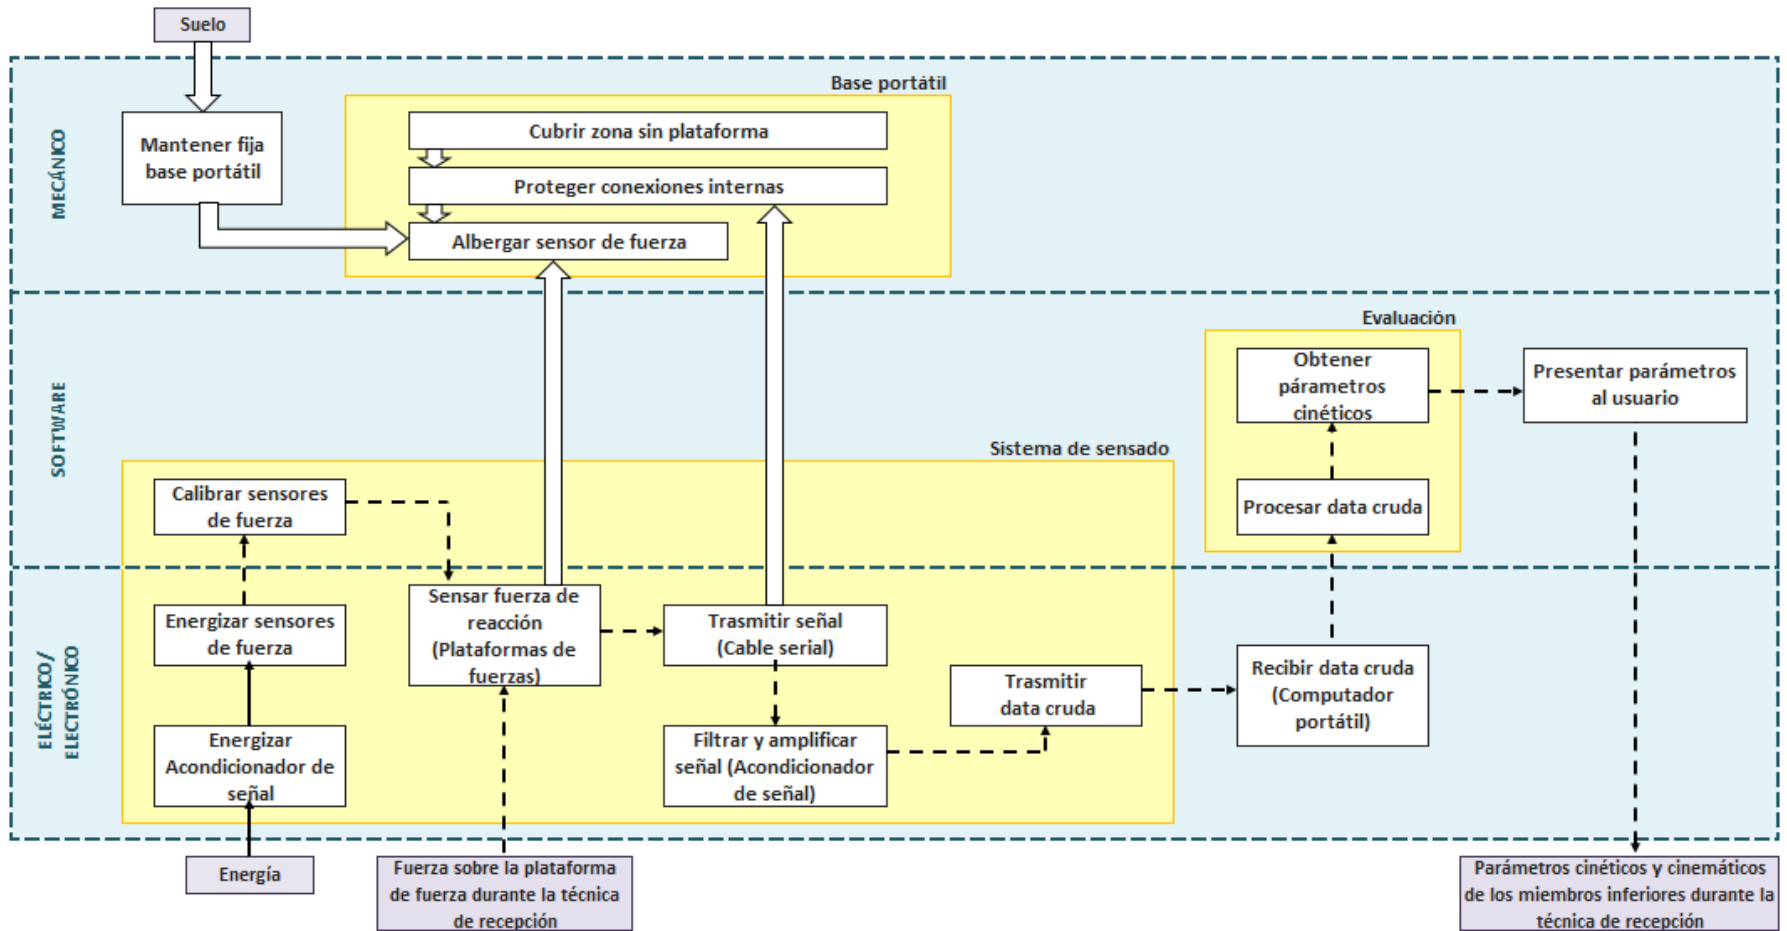 Suelo
MECÁNICO
Base portátil
Mantener fija
base portátil
Cubrir zona sin plataforma
Proteger conexiones internas
Albergar sensor de fuerza
SOFTWARE
Evaluación
Obtener
párametros
cinéticos
Presentar parámetros
al usuario
Procesar data cruda
Sistema de sensado
Calibrar sensores
de fuerza
ELÉCTRICO/
ELECTRÓNICO
Energizar sensores
de fuerza
Sensar fuerza de
reacción
(Plataformas de
fuerzas)
Trasmitir señal
(Cable serial)
Trasmitir
data cruda
Recibir data cruda
(Computador
portátil)
Energizar
Acondicionador de
señal
Filtrar y amplificar
señal (Acondicionador
de señal)
Energía
Fuerza sobre la plataforma
de fuerza durante la técnica
de recepción
Parámetros cinéticos y cinemáticos
de los miembros inferiores durante la
técnica de recepción